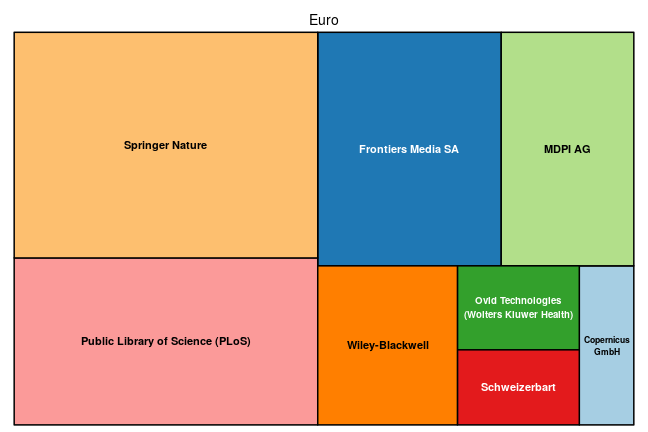 Euro
Springer Nature
Frontiers Media SA
MDPI AG
Public Library of Science (PLoS)
Wiley-Blackwell
Ovid Technologies
(Wolters Kluwer Health)
Schweizerbart
Copernicus
GmbH